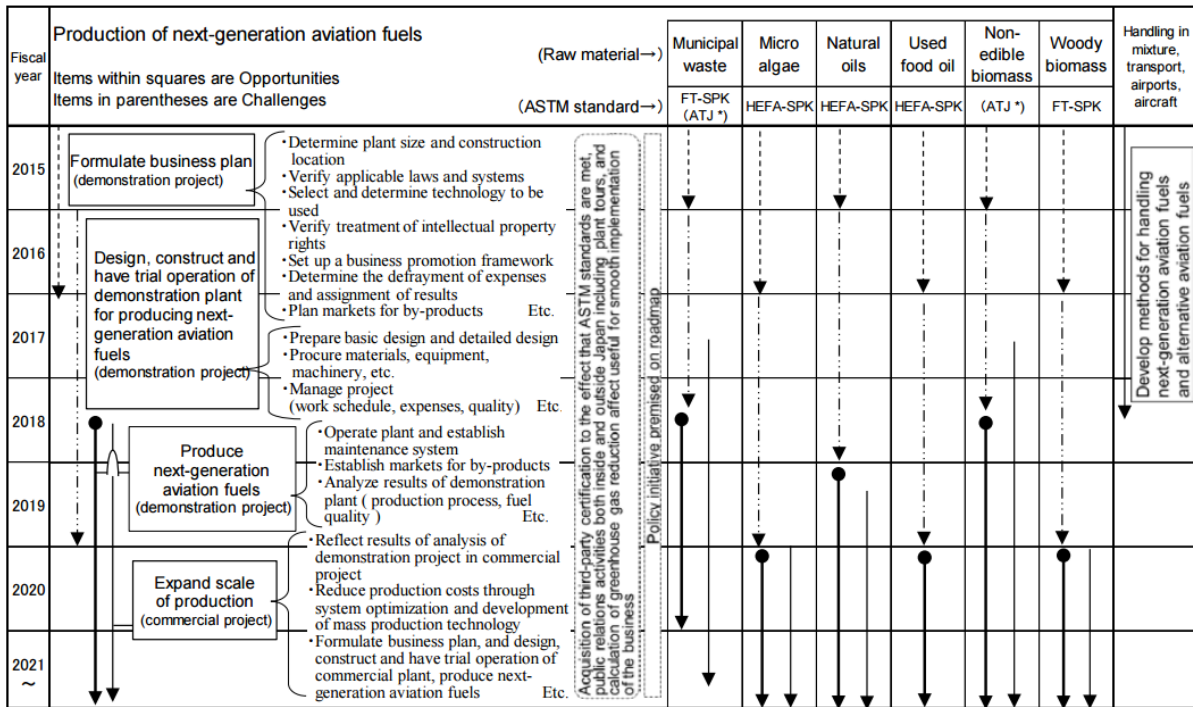 Fiscal
year
Production of next-generation aviation fuels
(Raw material→)
Items within squares are Opportunities
Items in parentheses are Challenges
(ASTM standard→)
Municipal
waste
Micro
algae
Natural
oils
Used
food oil
Non-
edible
biomass
Woody
biomass
Handling in
mixture,
transport,
airports,
aircraft
FT-SPK
(ATJ *)
HEFA-SPK
HEFA-SPK
HEFA-SPK
(ATJ *)
FT-SPK
2015
2016
2017
2018
2019
2020
2021
~
Formulate business plan
(demonstration project)
・Determine plant size and construction
location
・Verify applicable laws and systems
・Select and determine technology to be
used
・Verify treatment of intellectual property
rights
・Set up a business promotion framework
・Determine the defrayment of expenses
and assignment of results
・Plan markets for by-products Etc.
Design, construct and
have trial operation of
demonstration plant
for producing next-
generation aviation
fuels
(demonstration project)
・Prepare basic design and detailed design
・Procure materials, equipment,
machinery, etc.
・Manage project
(work schedule, expenses, quality) Etc.
Produce
next-generation
aviation fuels
(demonstration project)
・Operate plant and establish
maintenance system
・Establish markets for by-products
・Analyze results of demonstration
plant ( production process, fuel
quality ) Etc.
Expand scale
of production
(commercial project)
・Reflect results of analysis of
demonstration project in commercial
project
・Reduce production costs through
system optimization and development
of mass production technology
・Formulate business plan, and design,
construct and have trial operation of
commercial plant, produce next-
generation aviation fuels Etc.
Acquisition of third-party certification to the effect that ASTM standards are met,
public relations activities both inside and outside Japan including plant tours, and
calculation of greenhouse gas reduction affect useful for smooth implementation
of the business
Policy initiative premised on roadmap
Develop methods for handling
next-generation aviation fuels
and alternative aviation fuels